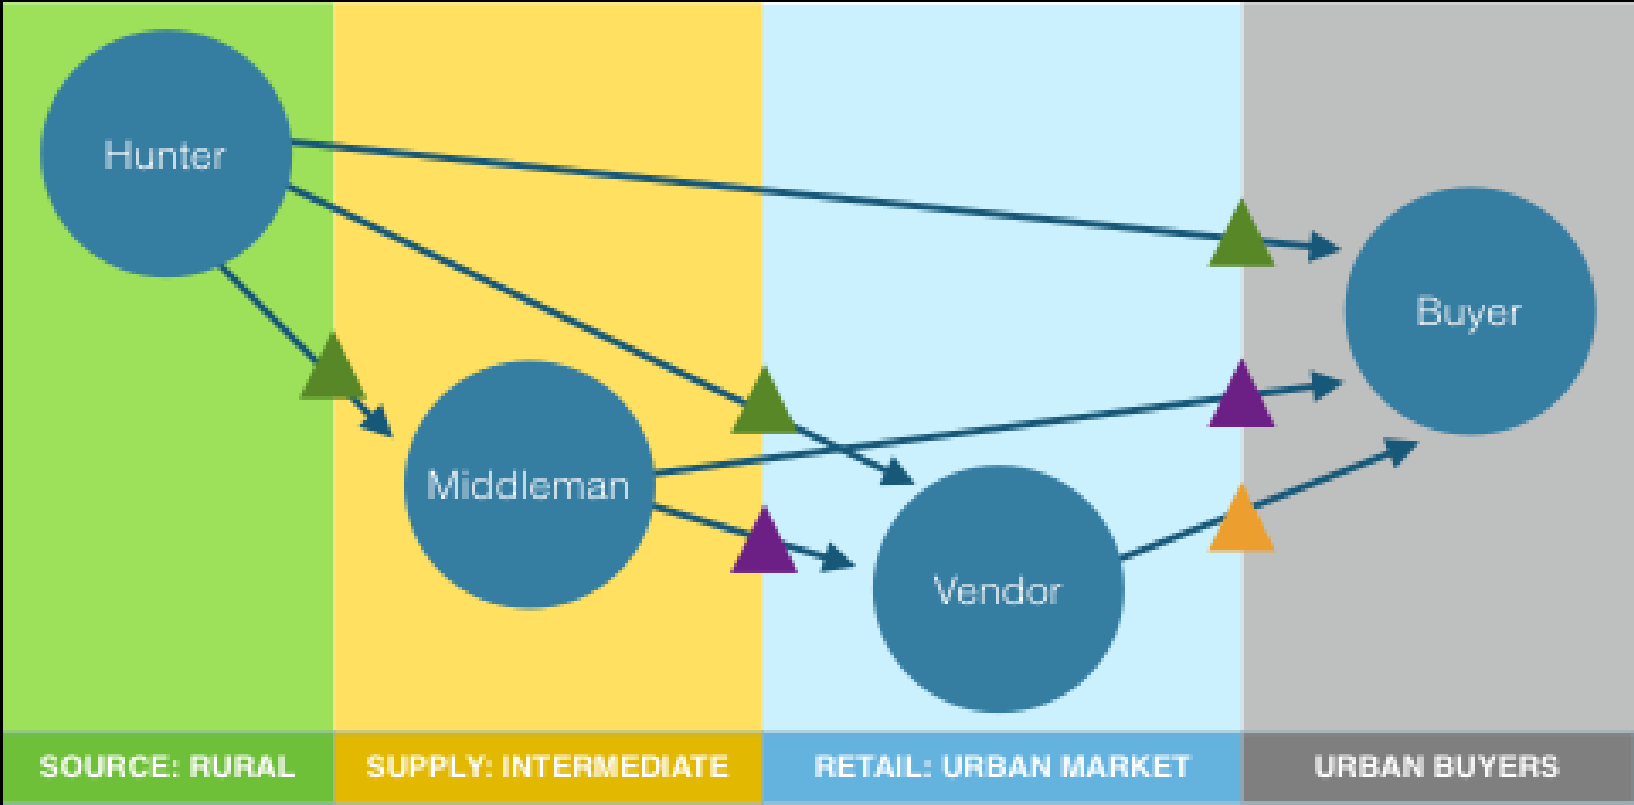 Hunter
Buyer
Middleman
Vendor
SOURCE: RURAL
SUPPLY: INTERMEDIATE
RETAIL: URBAN MARKET
URBAN BUYERS